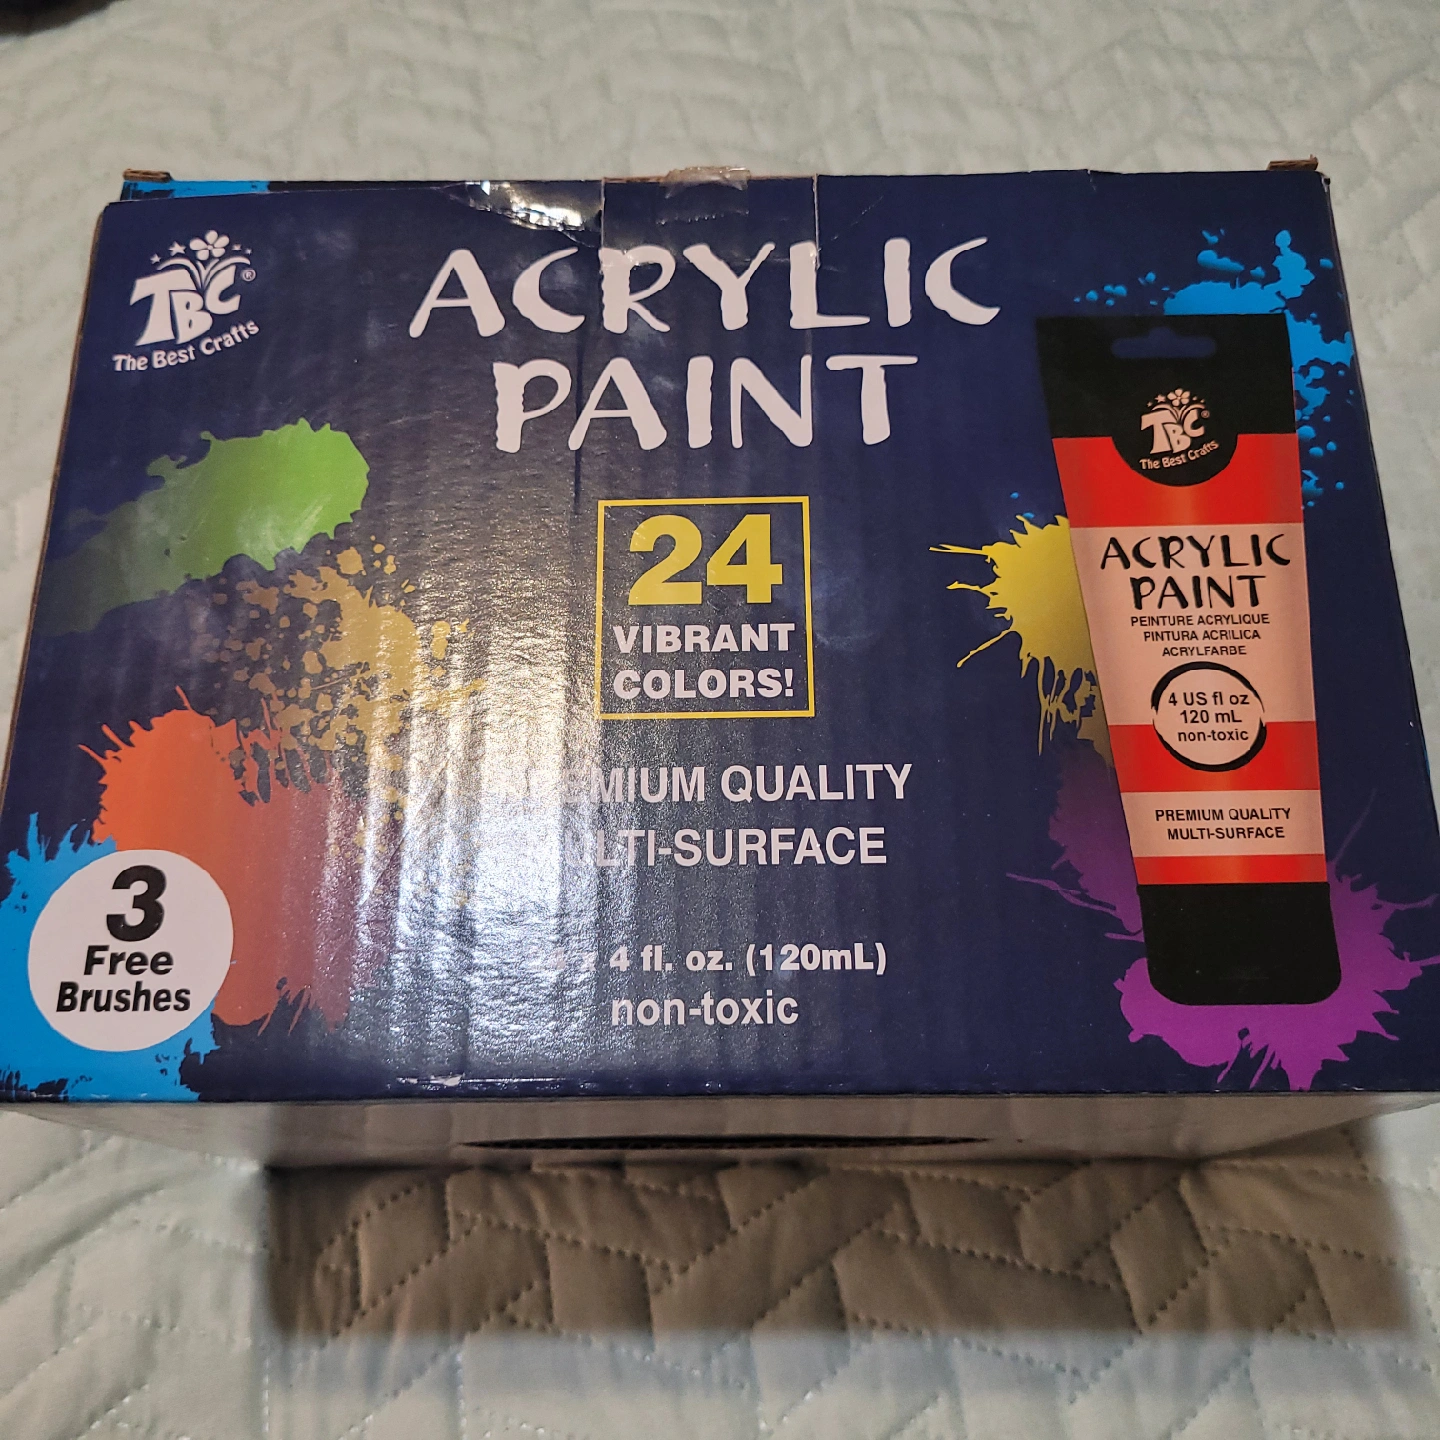 TBC®
The Best Crafts
ACRYLIC
PAINT
24
VIBRANT
COLORS!
QUALITY
MULTI-SURFACE
4 fl. oz. (120mL)
non-toxic
3
Free
Brushes
TBC®
The Best Crafts
ACRYLIC
PAINT
PEINTURE ACRYLIQUE
PINTURA ACRILICA
ACRYLFARBE
4 US fl oz
120 mL
non-toxic
PREMIUM QUALITY
MULTI-SURFACE